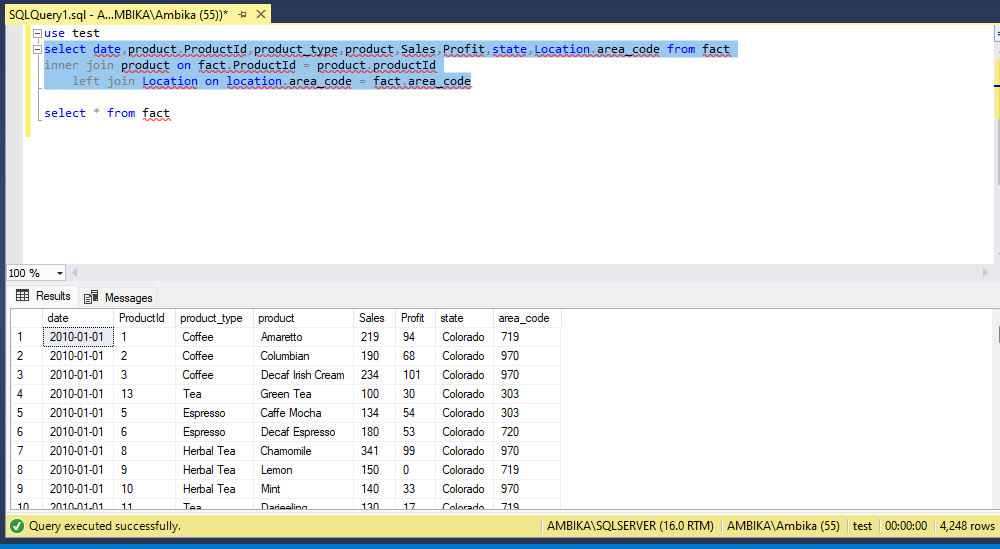 SQLQuery1.sql - A...MBIKA\Ambika (55))*
use test
select date,product.ProductId,product_type,product,Sales,Profit,state,Location.area_code from fact
inner join product on fact.ProductId = product.productId
left join Location on location.area_code = fact.area_code
select * from fact
100 %
Results Messages
date ProductId product_type product Sales Profit state area_code
1 2010-01-01 1 Coffee Amaretto 219 94 Colorado 719
2 2010-01-01 2 Coffee Columbian 190 68 Colorado 970
3 2010-01-01 3 Coffee Decaf Irish Cream 234 101 Colorado 970
4 2010-01-01 13 Tea Green Tea 100 30 Colorado 303
5 2010-01-01 5 Espresso Caffe Mocha 134 54 Colorado 303
6 2010-01-01 6 Espresso Decaf Espresso 180 53 Colorado 720
7 2010-01-01 8 Herbal Tea Chamomile 341 99 Colorado 970
8 2010-01-01 9 Herbal Tea Lemon 150 0 Colorado 719
9 2010-01-01 10 Herbal Tea Mint 140 33 Colorado 970
10 2010-01-01 11 Tea Darjeeling 130 17 Colorado 719
Query executed successfully. AMBIKA\SQLSERVER (16.0 RTM) AMBIKA\Ambika (55) test 00:00:00 4,248 rows